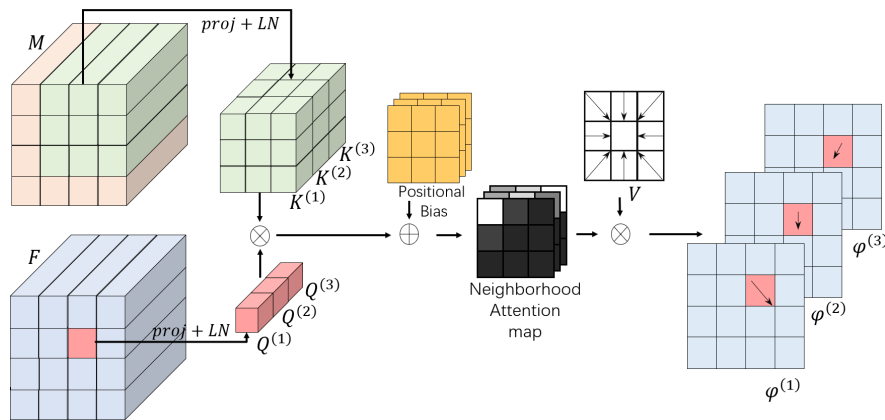 M
proj + LN
K^{(3)}
K^{(2)}
K^{(1)}
Positional
Bias
V
F
proj + LN
Q^{(3)}
Q^{(2)}
Q^{(1)}
Neighborhood
Attention
map
φ^{(3)}
φ^{(2)}
φ^{(1)}